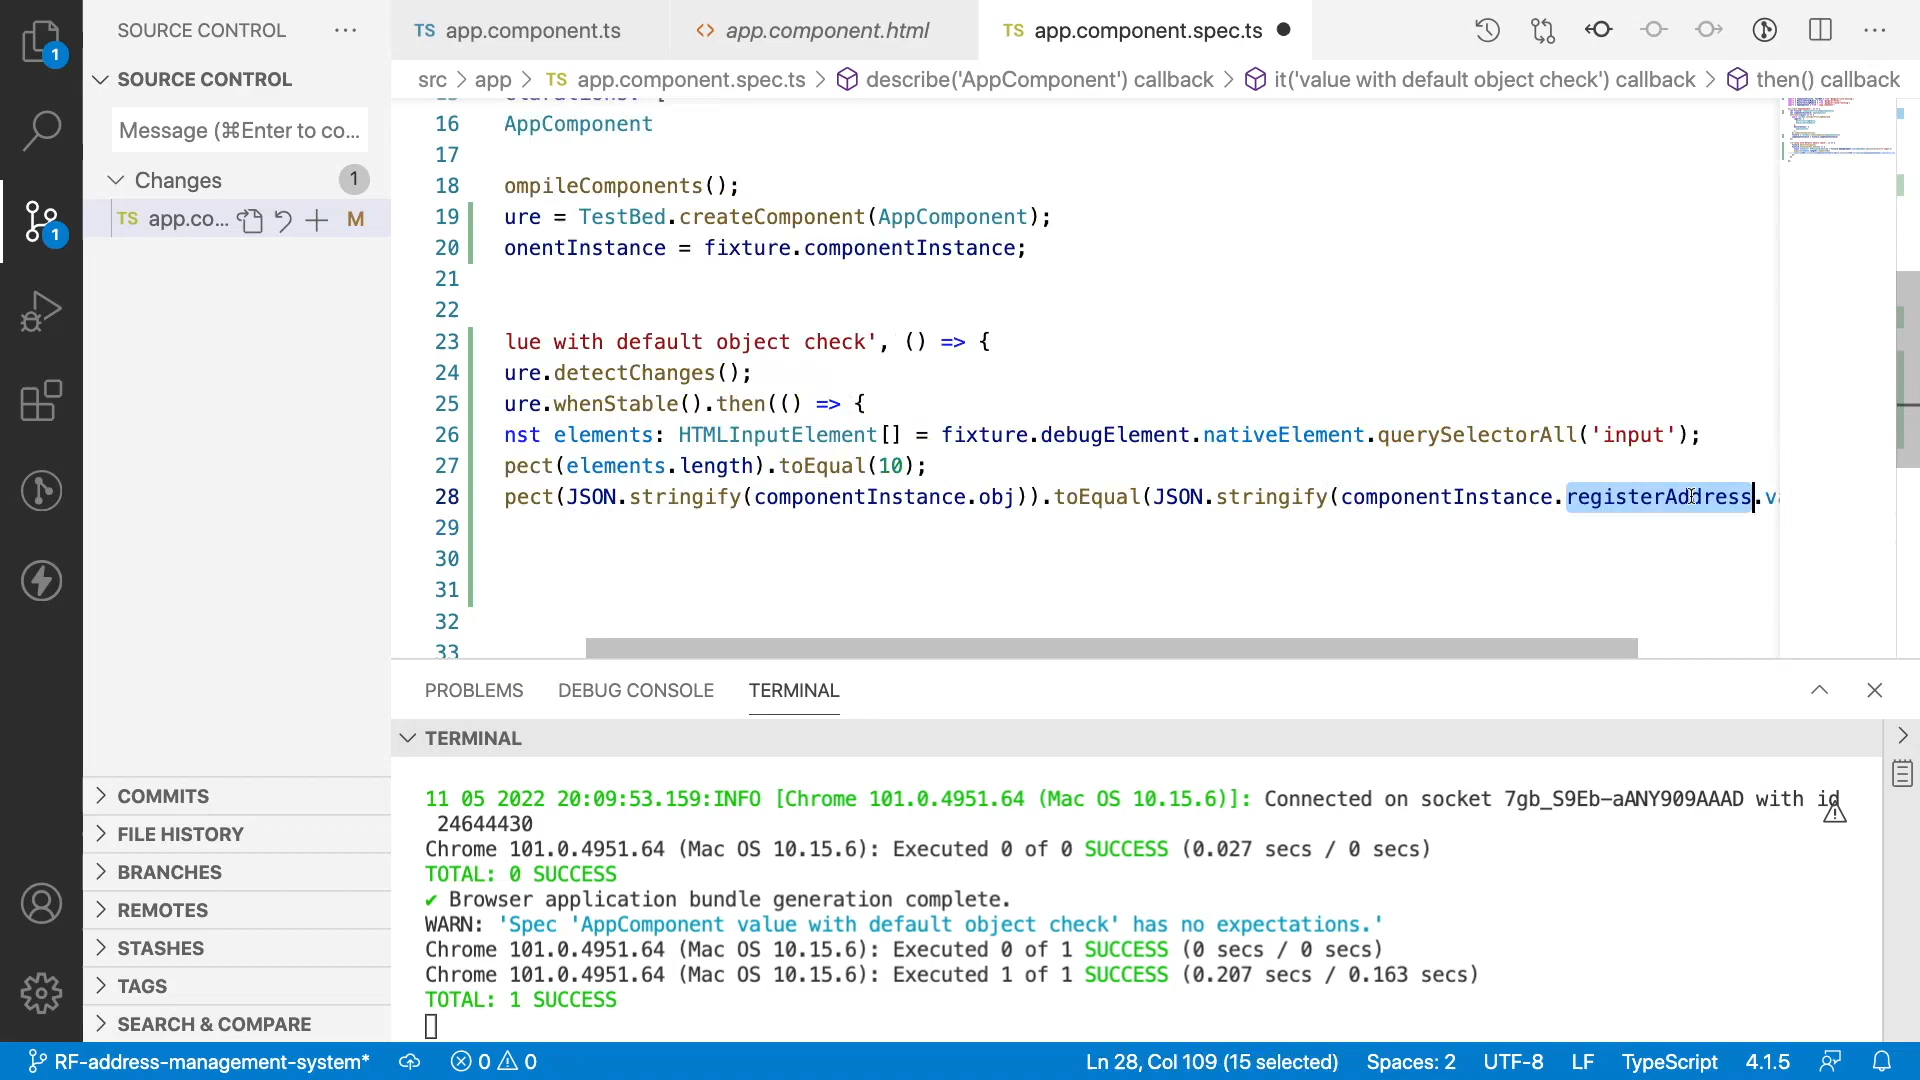 SOURCE CONTROL
TS app.component.ts
<> app.component.html
TS app.component.spec.ts
SOURCE CONTROL
src > app > TS app.component.spec.ts > describe('AppComponent') callback > it('value with default object check') callback > then() callback
Message (⌘Enter to co...
Changes 1
TS app.co... M
16 AppComponent
17
18 ompileComponents();
19 ure = TestBed.createComponent(AppComponent);
20 onentInstance = fixture.componentInstance;
21
22
23 lue with default object check', () => {
24 ure.detectChanges();
25 ure.whenStable().then(() => {
26 nst elements: HTMLInputElement[] = fixture.debugElement.nativeElement.querySelectorAll('input');
27 pect(elements.length).toEqual(10);
28 pect(JSON.stringify(componentInstance.obj)).toEqual(JSON.stringify(componentInstance.registerAddress.v
29
30
31
32
33
1
1
PROBLEMS
DEBUG CONSOLE
TERMINAL
TERMINAL
11 05 2022 20:09:53.159:INFO [Chrome 101.0.4951.64 (Mac OS 10.15.6)]: Connected on socket 7gb_S9Eb-aANY909AAAD with id
24644430
Chrome 101.0.4951.64 (Mac OS 10.15.6): Executed 0 of 0 SUCCESS (0.027 secs / 0 secs)
TOTAL: 0 SUCCESS
✔ Browser application bundle generation complete.
WARN: 'Spec 'AppComponent value with default object check' has no expectations.'
Chrome 101.0.4951.64 (Mac OS 10.15.6): Executed 0 of 1 SUCCESS (0 secs / 0 secs)
Chrome 101.0.4951.64 (Mac OS 10.15.6): Executed 1 of 1 SUCCESS (0.207 secs / 0.163 secs)
TOTAL: 1 SUCCESS
COMMITS
FILE HISTORY
BRANCHES
REMOTES
STASHES
TAGS
SEARCH & COMPARE
RF-address-management-system*
0 0
Ln 28, Col 109 (15 selected)
Spaces: 2
UTF-8
LF
TypeScript
4.1.5